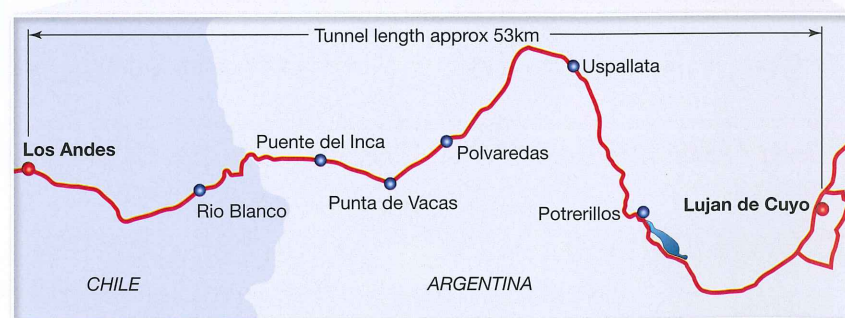 Tunnel length approx 53km
Uspallata
Los Andes
Puente del Inca
Polvaredas
Rio Blanco
Punta de Vacas
Potrerillos
Lujan de Cuyo
CHILE
ARGENTINA